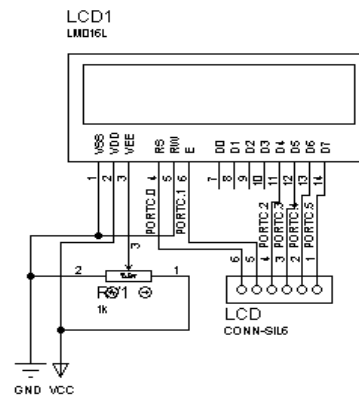 LCD1
LM016L
VSS VDD VEE RS RW E D0 D1 D2 D3 D4 D5 D6 D7
1 2 3 4 5 6 7 8 9 10 11 12 13 14
PORTC.0 PORTC.1 PORTC.2 PORTC.3 PORTC.4 PORTC.5
3
2 1
6 5 4 3 2 1
RV1
1k
LCD
CONN-SIL6
GND VCC